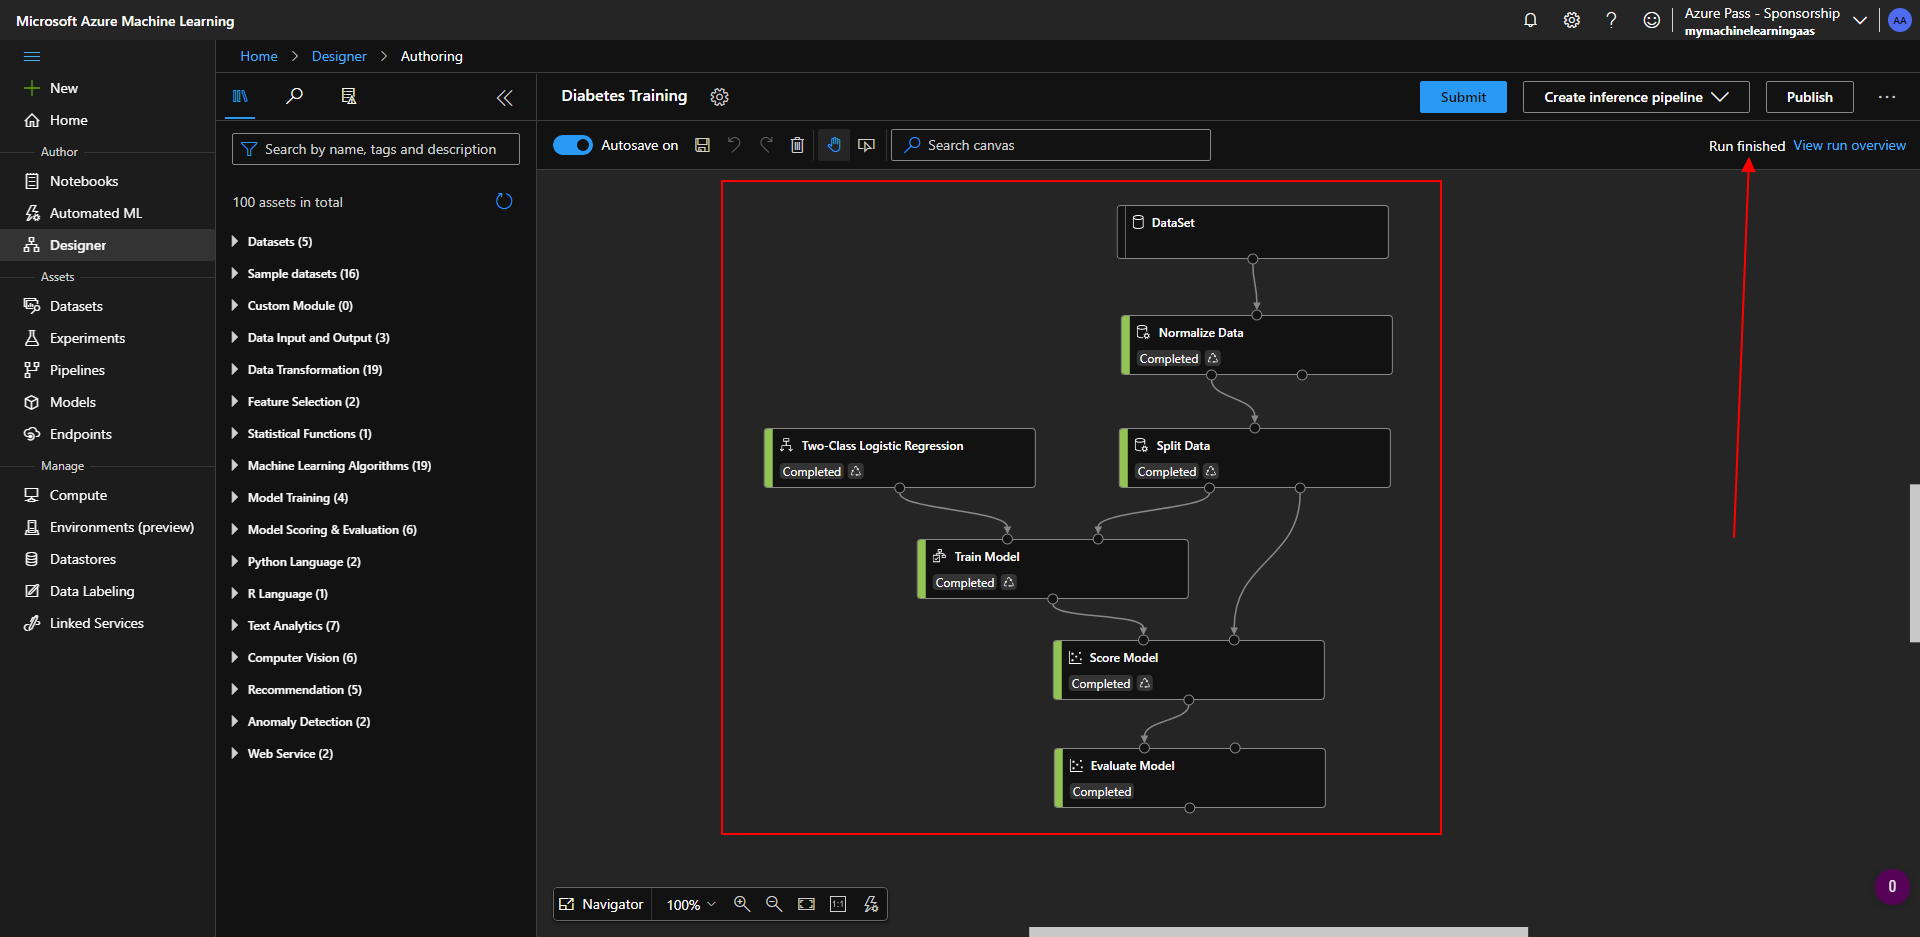 Microsoft Azure Machine Learning
Azure Pass - Sponsorship
mymachinelearningaas
AA
New
Home
Author
Notebooks
Automated ML
Designer
Assets
Datasets
Experiments
Pipelines
Models
Endpoints
Manage
Compute
Environments (preview)
Datastores
Data Labeling
Linked Services
Home > Designer > Authoring
Search by name, tags and description
100 assets in total
Datasets (5)
Sample datasets (16)
Custom Module (0)
Data Input and Output (3)
Data Transformation (19)
Feature Selection (2)
Statistical Functions (1)
Machine Learning Algorithms (19)
Model Training (4)
Model Scoring & Evaluation (6)
Python Language (2)
R Language (1)
Text Analytics (7)
Computer Vision (6)
Recommendation (5)
Anomaly Detection (2)
Web Service (2)
Diabetes Training
Submit
Create inference pipeline
Publish
Autosave on
Search canvas
Run finished View run overview
DataSet
Normalize Data
Completed
Two-Class Logistic Regression
Completed
Split Data
Completed
Train Model
Completed
Score Model
Completed
Evaluate Model
Completed
Navigator
100%
1:1
0